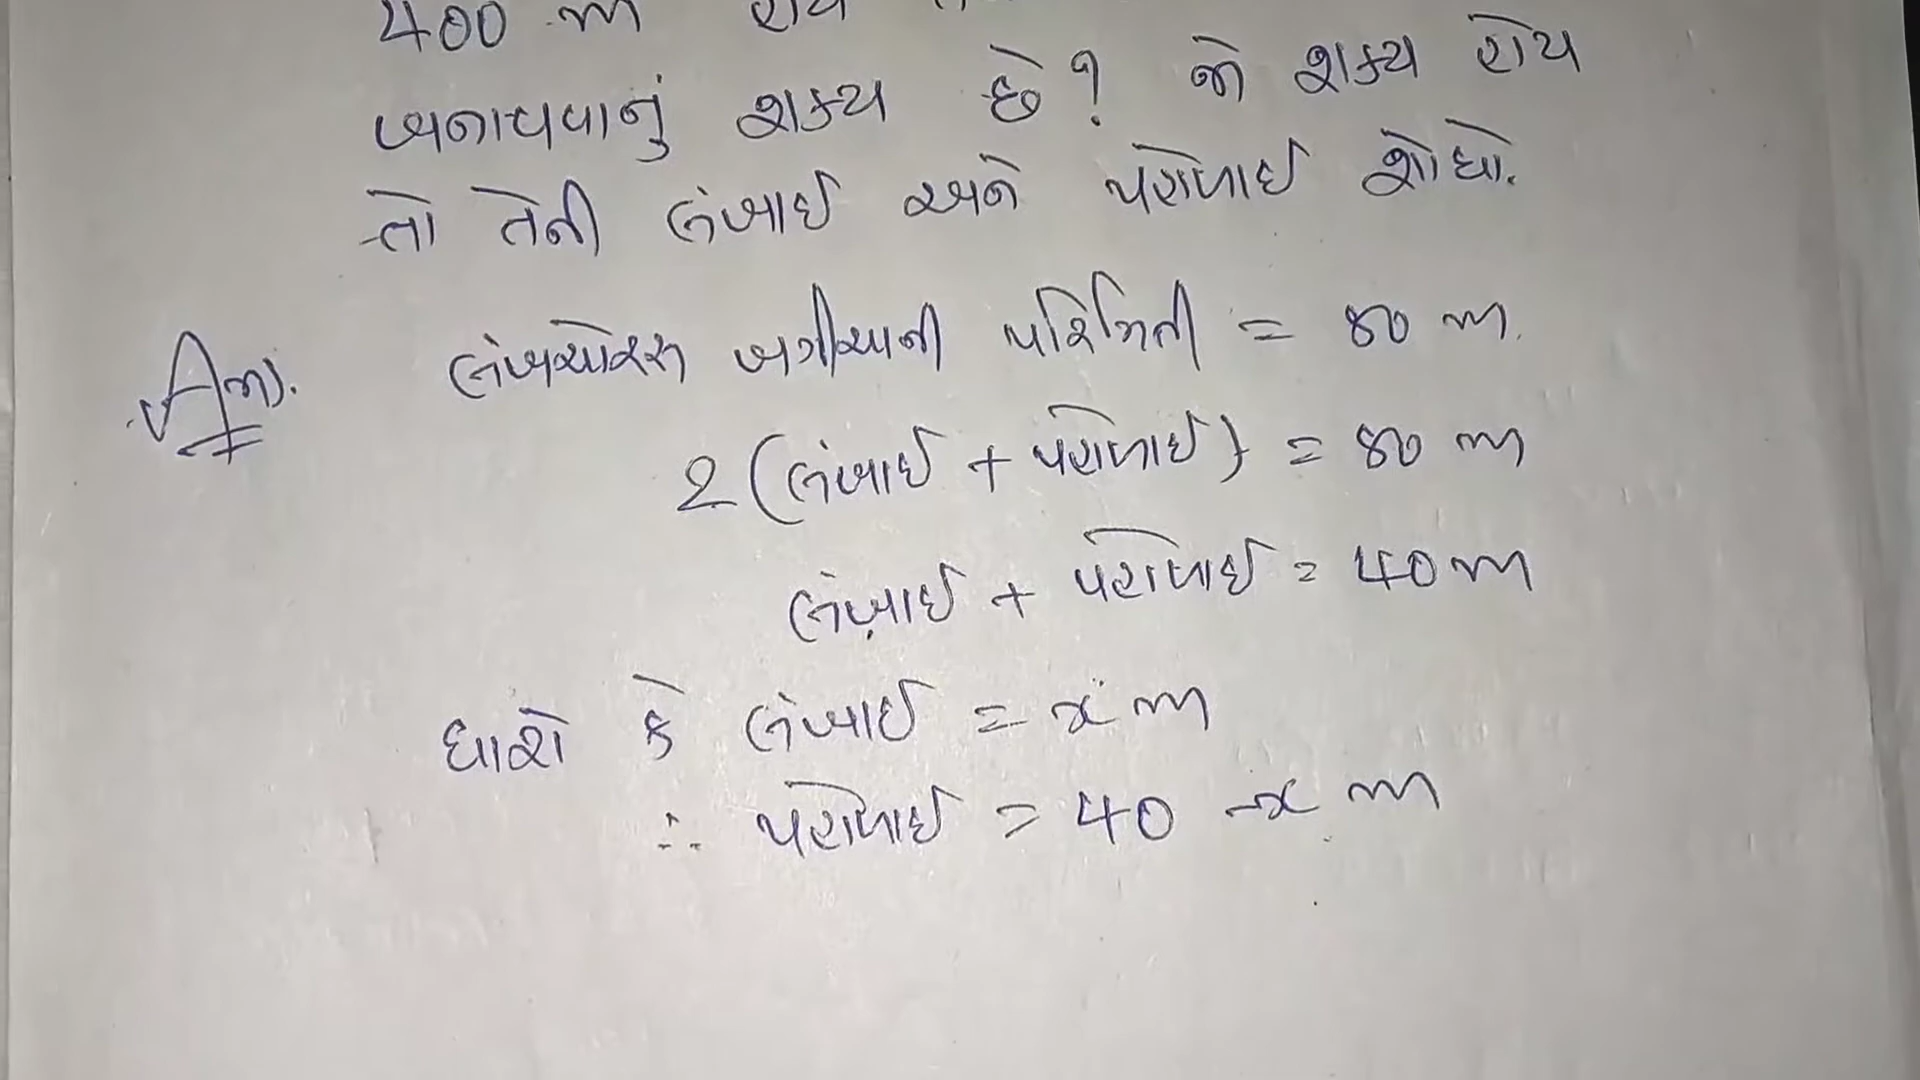 400 m હોય
બનાવવાનું શક્ય છે? જો શક્ય હોય
તો તેની લંબાઈ અને પહોળાઈ શોધો.
Ans. લંબચોરસ બગીચાની પરિમિતી = 80 m.
2 (લંબાઈ + પહોળાઈ) = 80 m
લંબાઈ + પહોળાઈ = 40 m
ધારો કે લંબાઈ = x m
∴ પહોળાઈ = 40 - x m